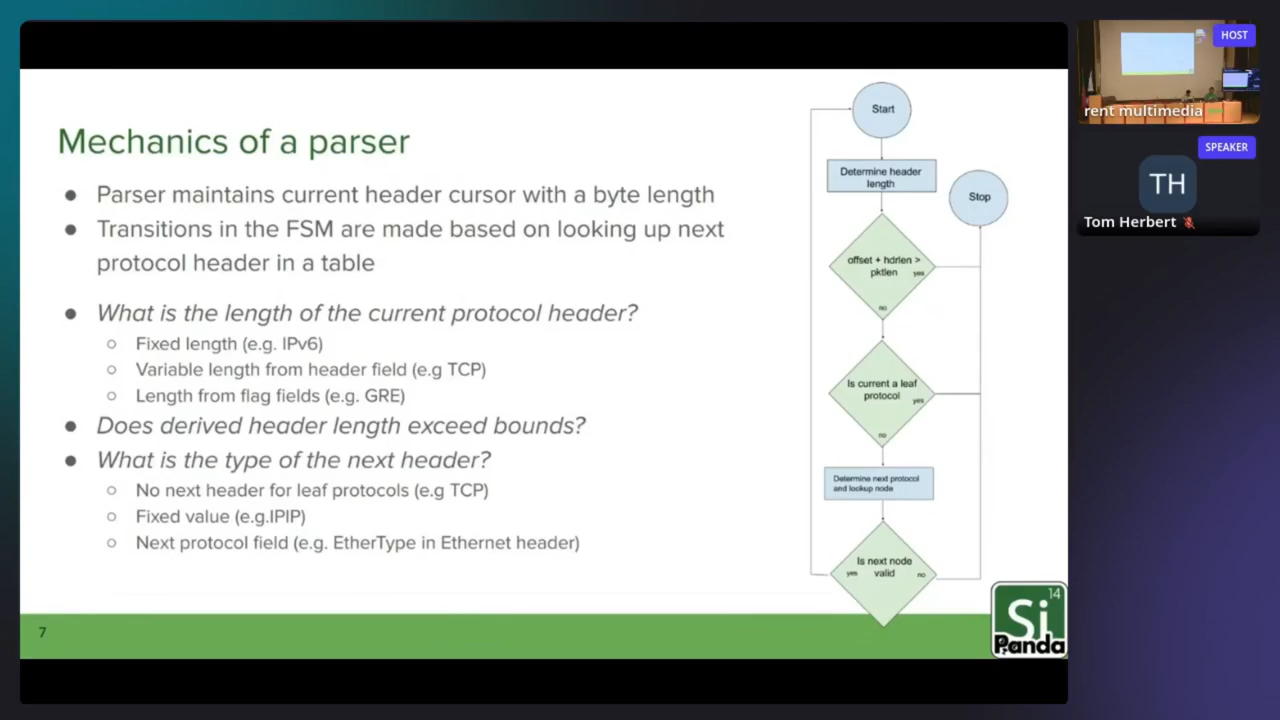 Mechanics of a parser
● Parser maintains current header cursor with a byte length
● Transitions in the FSM are made based on looking up next
protocol header in a table
● What is the length of the current protocol header?
○ Fixed length (e.g. IPv6)
○ Variable length from header field (e.g TCP)
○ Length from flag fields (e.g. GRE)
● Does derived header length exceed bounds?
● What is the type of the next header?
○ No next header for leaf protocols (e.g TCP)
○ Fixed value (e.g.IPIP)
○ Next protocol field (e.g. EtherType in Ethernet header)
Start
Determine header
length
Stop
offset + hdrlen >
pktlen
yes
no
Is current a leaf
protocol
yes
no
Determine next protocol
and lookup node
Is next node
valid
yes
no
7
14
Si
Panda
HOST
rent multimedia
SPEAKER
TH
Tom Herbert